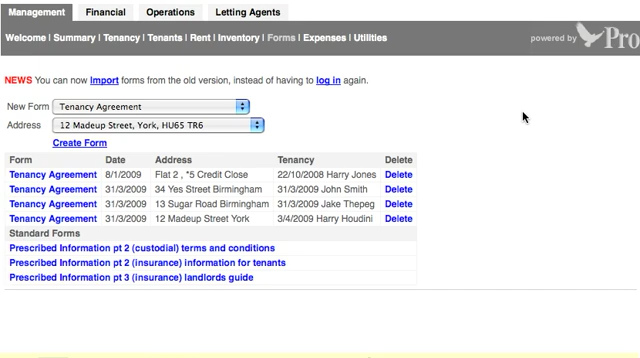 Management Financial Operations Letting Agents
Welcome | Summary | Tenancy | Tenants | Rent | Inventory | Forms | Expenses | Utilities
powered by Pro
NEWS You can now Import forms from the old version, instead of having to log in again.
New Form Tenancy Agreement
Address 12 Madeup Street, York, HU65 TR6
Create Form
Form Date Address Tenancy Delete
Tenancy Agreement 8/1/2009 Flat 2 , *5 Credit Close 22/10/2008 Harry Jones Delete
Tenancy Agreement 31/3/2009 34 Yes Street Birmingham 31/3/2009 John Smith Delete
Tenancy Agreement 31/3/2009 13 Sugar Road Birmingham 31/3/2009 Jake Thepeg Delete
Tenancy Agreement 31/3/2009 12 Madeup Street York 3/4/2009 Harry Houdini Delete
Standard Forms
Prescribed Information pt 2 (custodial) terms and conditions
Prescribed Information pt 2 (insurance) information for tenants
Prescribed Information pt 3 (insurance) landlords guide